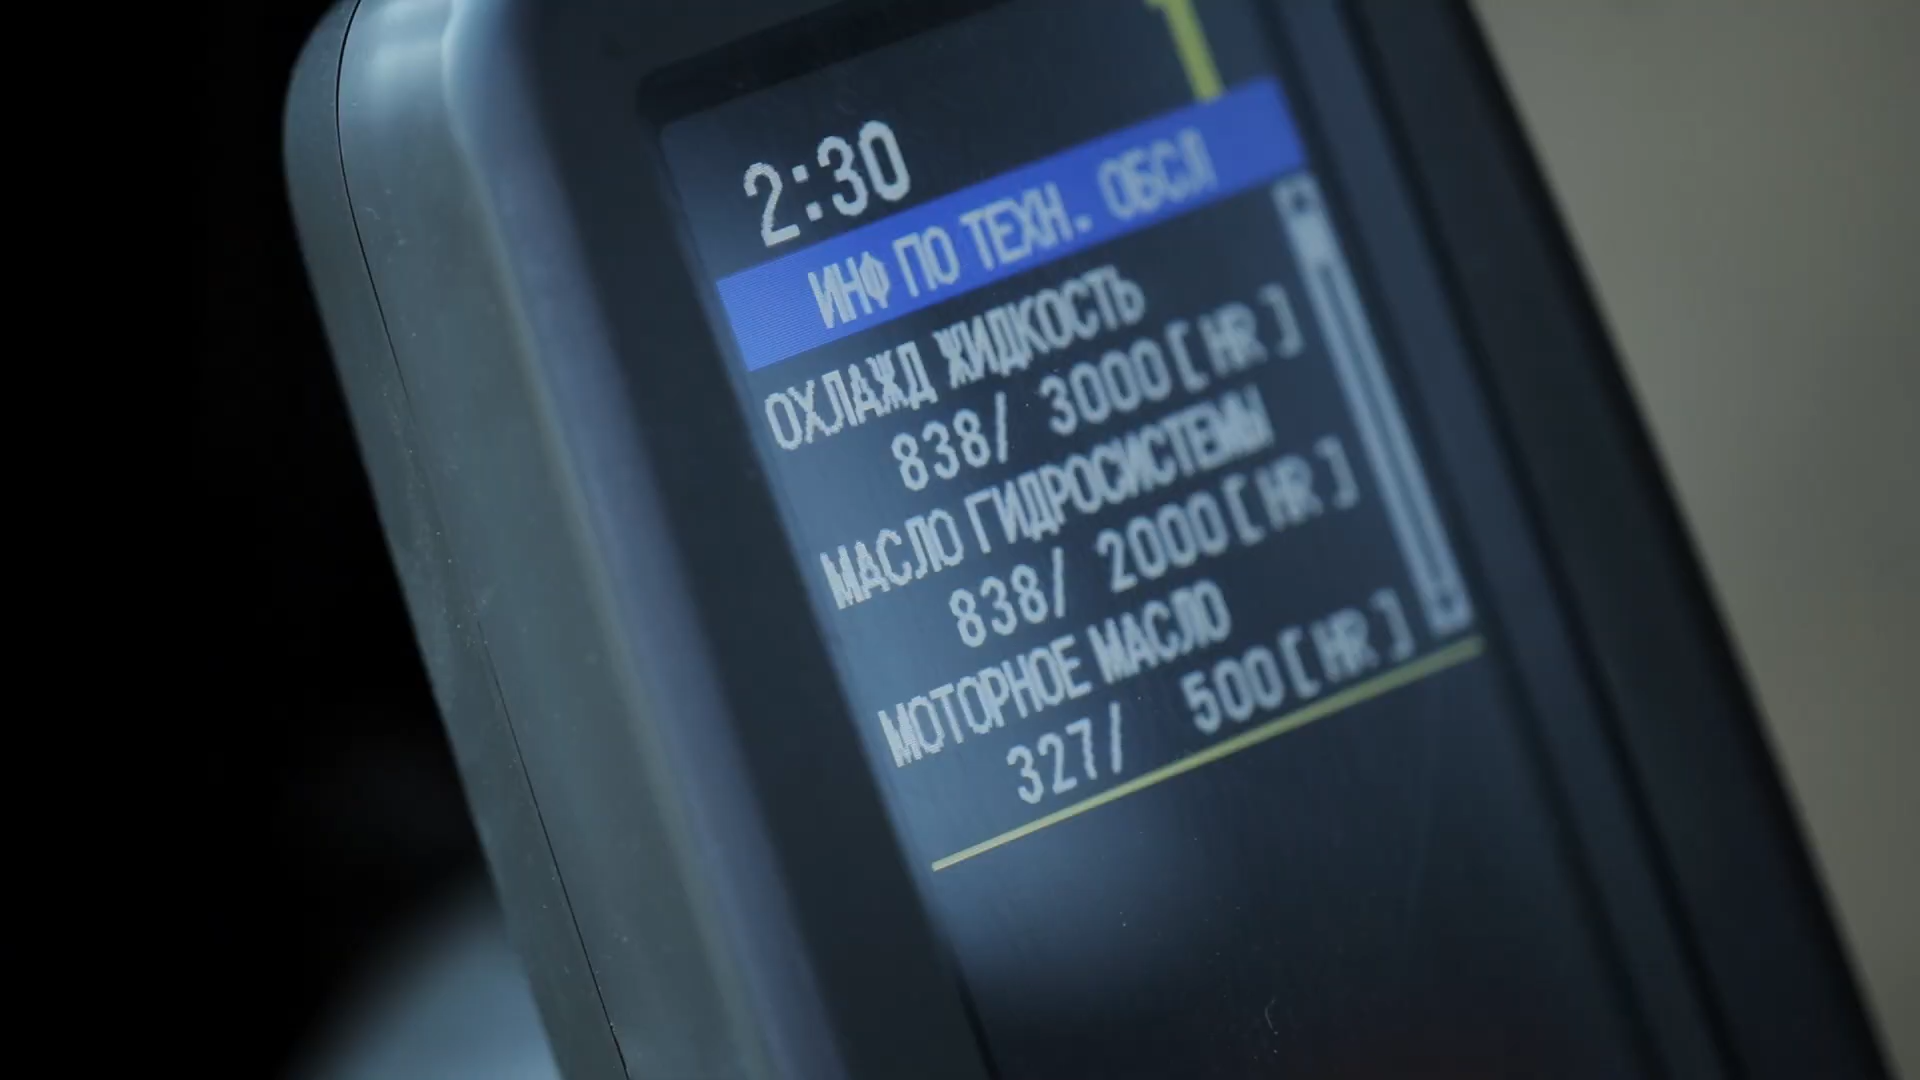 1
2:30
ИНФ ПО ТЕХН. ОБСЛ
ОХЛАЖД ЖИДКОСТЬ
838/ 3000[ HR ]
МАСЛО ГИДРОСИСТЕМЫ
838/ 2000[ HR ]
МОТОРНОЕ МАСЛО
327/ 500[ HR ]